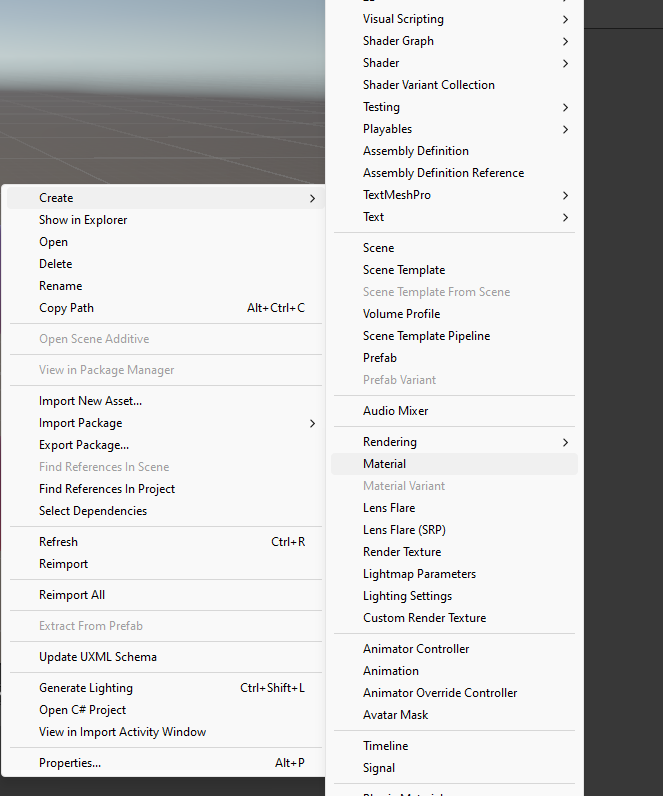 Visual Scripting
Shader Graph
Shader
Shader Variant Collection
Testing
Playables
Assembly Definition
Assembly Definition Reference
TextMeshPro
Text
Scene
Scene Template
Scene Template From Scene
Volume Profile
Scene Template Pipeline
Prefab
Prefab Variant
Audio Mixer
Rendering
Material
Material Variant
Lens Flare
Lens Flare (SRP)
Render Texture
Lightmap Parameters
Lighting Settings
Custom Render Texture
Animator Controller
Animation
Animator Override Controller
Avatar Mask
Timeline
Signal
Create
Show in Explorer
Open
Delete
Rename
Copy Path Alt+Ctrl+C
Open Scene Additive
View in Package Manager
Import New Asset...
Import Package
Export Package...
Find References In Scene
Find References In Project
Select Dependencies
Refresh Ctrl+R
Reimport
Reimport All
Extract From Prefab
Update UXML Schema
Generate Lighting Ctrl+Shift+L
Open C# Project
View in Import Activity Window
Properties... Alt+P